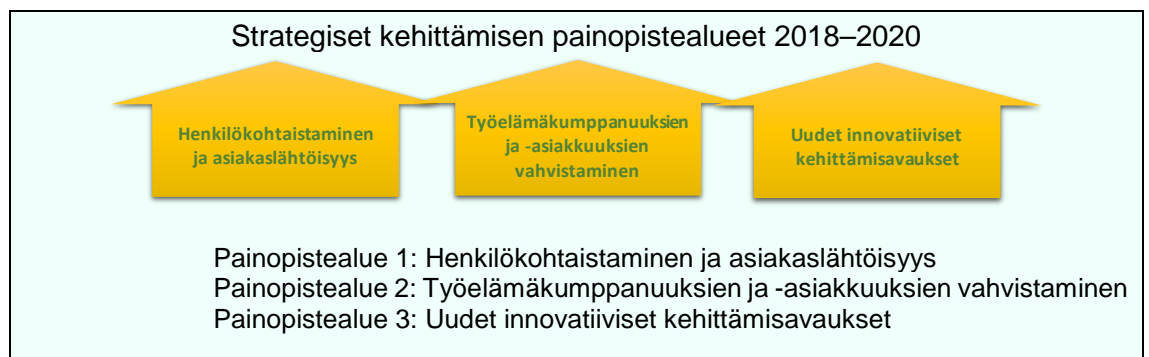 Strategiset kehittämisen painopistealueet 2018–2020
Henkilökohtaistaminen
ja asiakaslähtöisyys
Työelämäkumppanuuksien
ja -asiakkuuksien
vahvistaminen
Uudet innovatiiviset
kehittämisavaukset
Painopistealue 1: Henkilökohtaistaminen ja asiakaslähtöisyys
Painopistealue 2: Työelämäkumppanuuksien ja -asiakkuuksien vahvistaminen
Painopistealue 3: Uudet innovatiiviset kehittämisavaukset